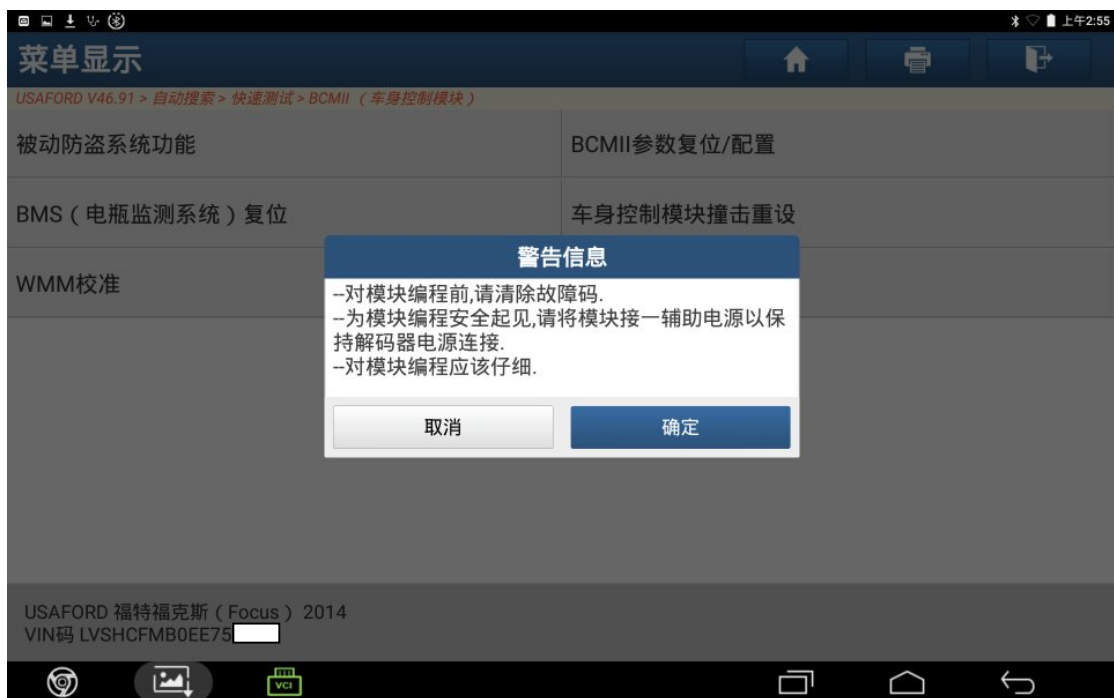 上午2:55
菜单显示
USAFORD V46.91 > 自动搜索 > 快速测试 > BCMII （车身控制模块）
被动防盗系统功能
BCMII参数复位/配置
BMS（电瓶监测系统）复位
车身控制模块撞击重设
WMM校准
警告信息
--对模块编程前,请清除故障码.
--为模块编程安全起见,请将模块接一辅助电源以保
持解码器电源连接.
--对模块编程应该仔细.
取消
确定
USAFORD 福特福克斯（Focus）2014
VIN码 LVSHCFMB0EE75
VCI